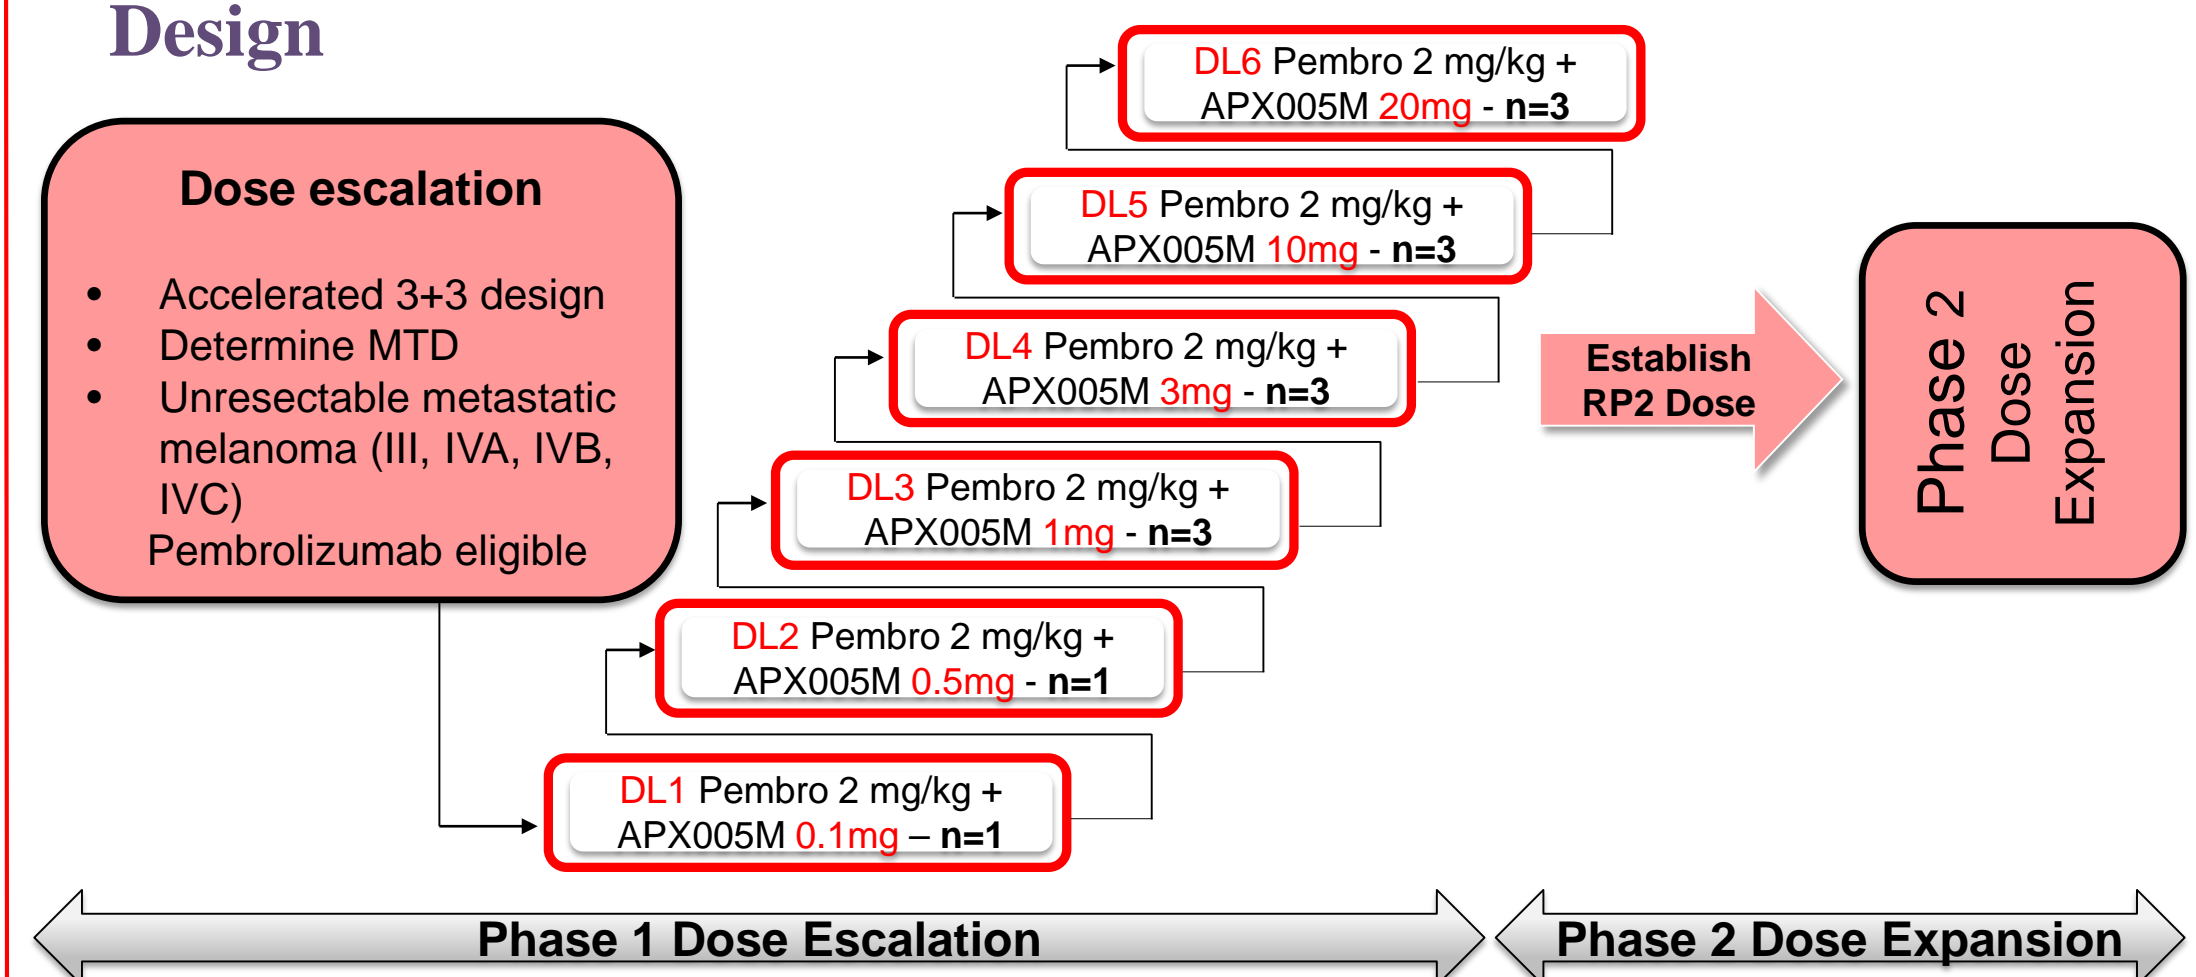 Design
Dose escalation
• Accelerated 3+3 design
• Determine MTD
• Unresectable metastatic
melanoma (III, IVA, IVB,
IVC)
Pembrolizumab eligible
DL6 Pembro 2 mg/kg +
APX005M 20mg - n=3
DL5 Pembro 2 mg/kg +
APX005M 10mg - n=3
DL4 Pembro 2 mg/kg +
APX005M 3mg - n=3
DL3 Pembro 2 mg/kg +
APX005M 1mg - n=3
DL2 Pembro 2 mg/kg +
APX005M 0.5mg - n=1
DL1 Pembro 2 mg/kg +
APX005M 0.1mg – n=1
Establish
RP2 Dose
Phase 2
Dose
Expansion
Phase 1 Dose Escalation
Phase 2 Dose Expansion